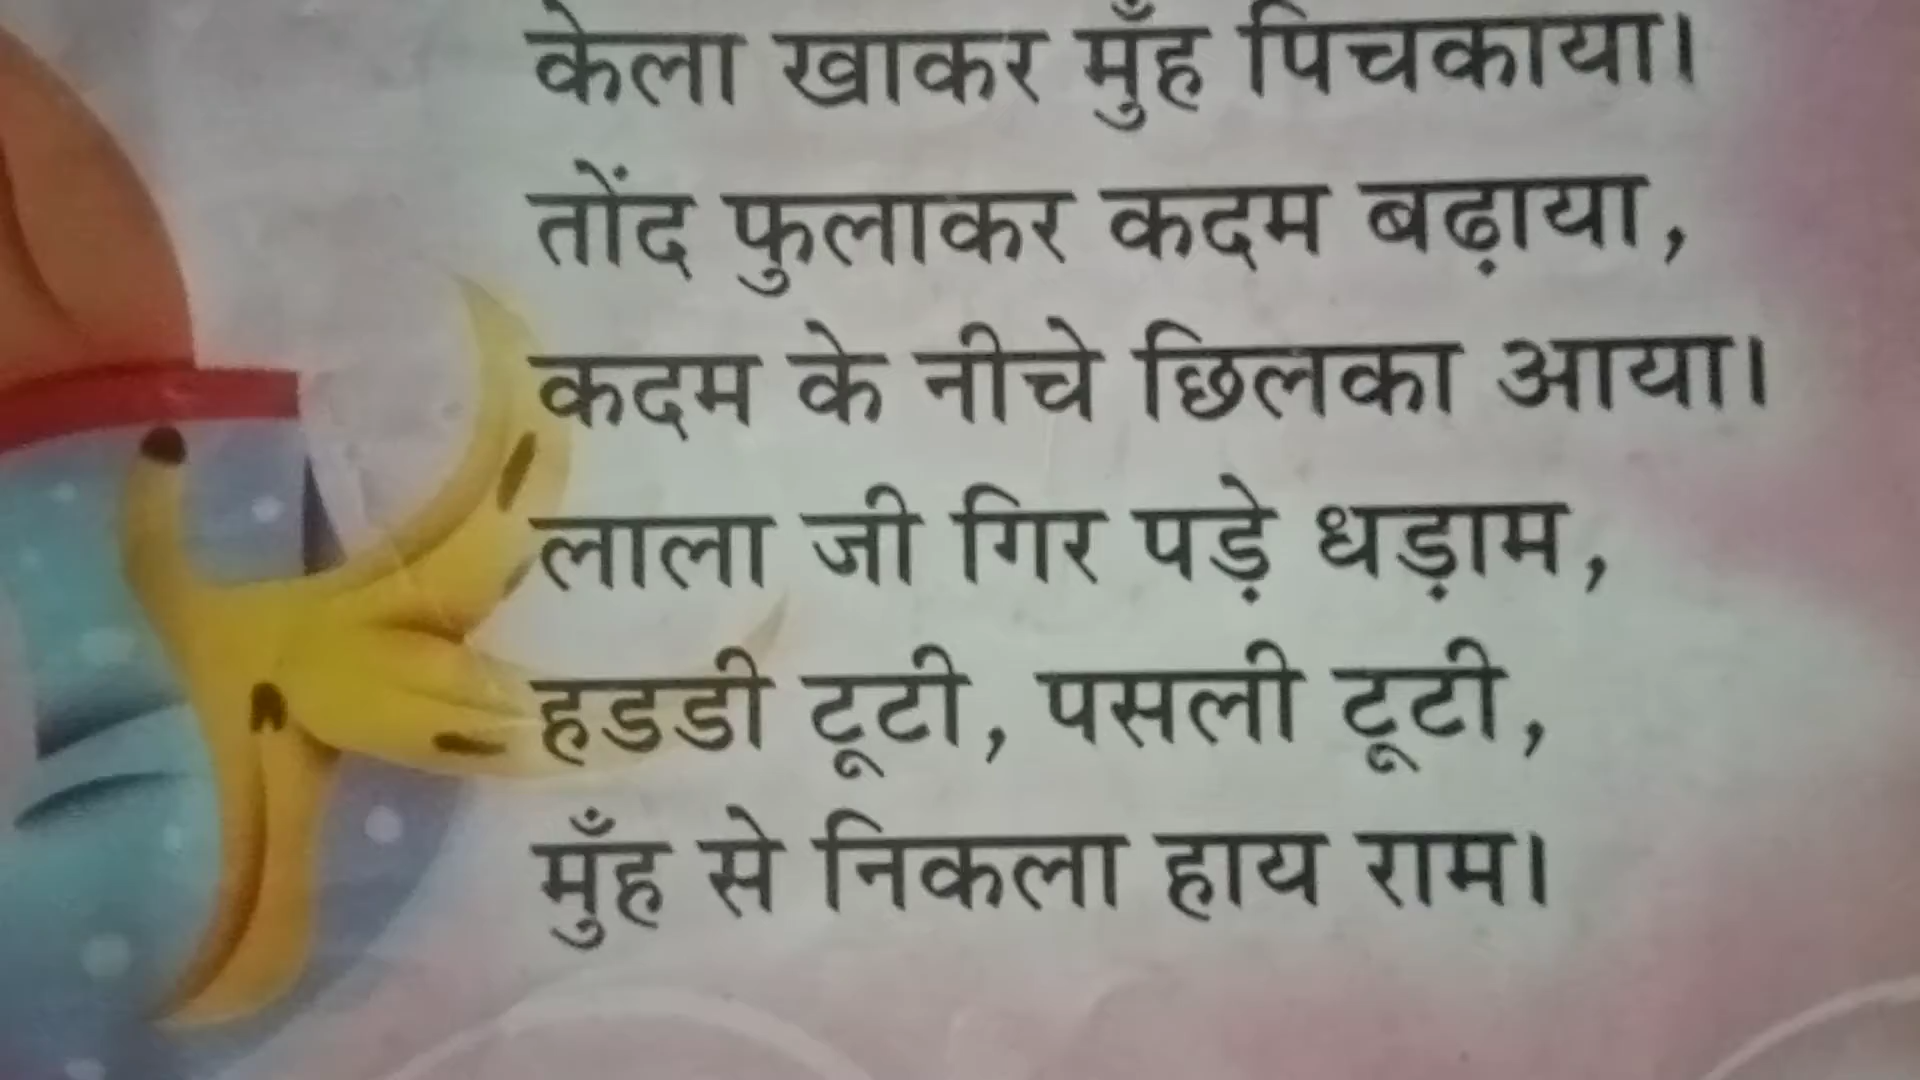 केला खाकर मुँह पिचकाया।
तोंद फुलाकर कदम बढ़ाया,
कदम के नीचे छिलका आया।
लाला जी गिर पड़े धड़ाम,
हडडी टूटी, पसली टूटी,
मुँह से निकला हाय राम।